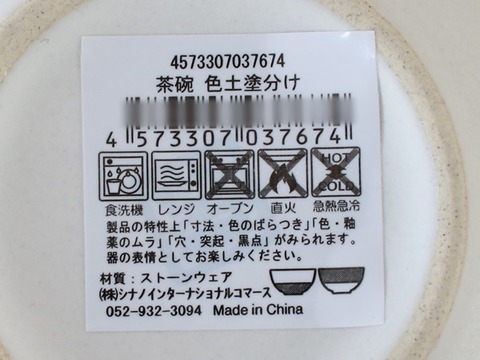 4573307037674
茶碗 色土塗分け
4 573307 037674
HOT
COLD
食洗機 レンジ オーブン 直火 急熱急冷
製品の特性上「寸法・色のばらつき」「色・釉
薬のムラ」「穴・突起・黒点」がみられます。
器の表情としてお楽しみください。
材質：ストーンウェア
㈱シナノインターナショナルコマース
052-932-3094 Made in China